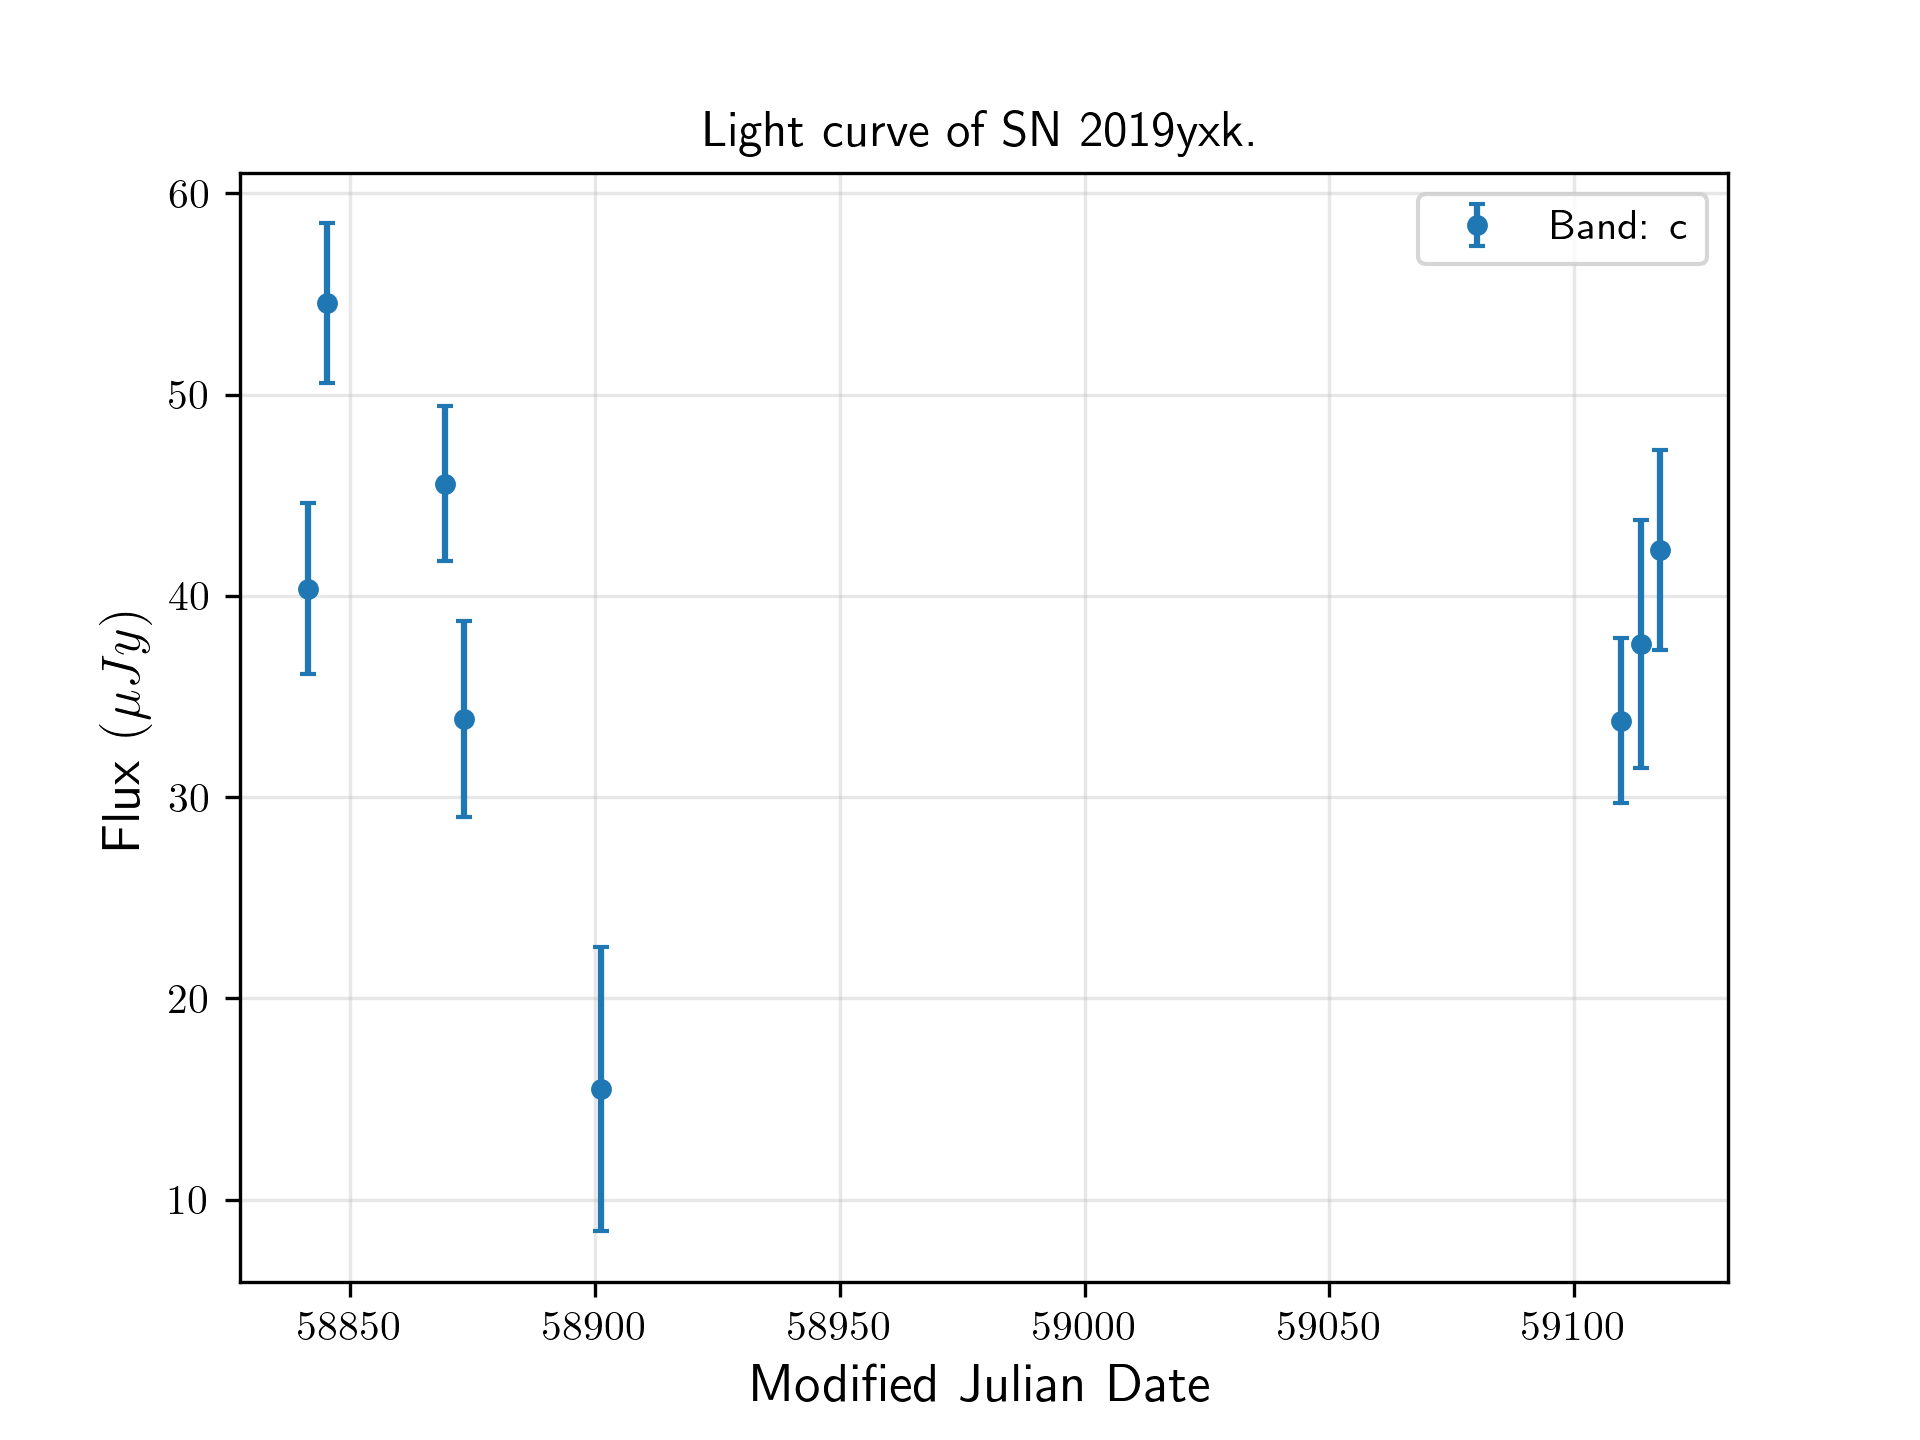 Light curve of SN 2019yxk.
Band: c
60
50
40
30
20
10
Flux (μJy)
58850 58900 58950 59000 59050 59100
Modified Julian Date